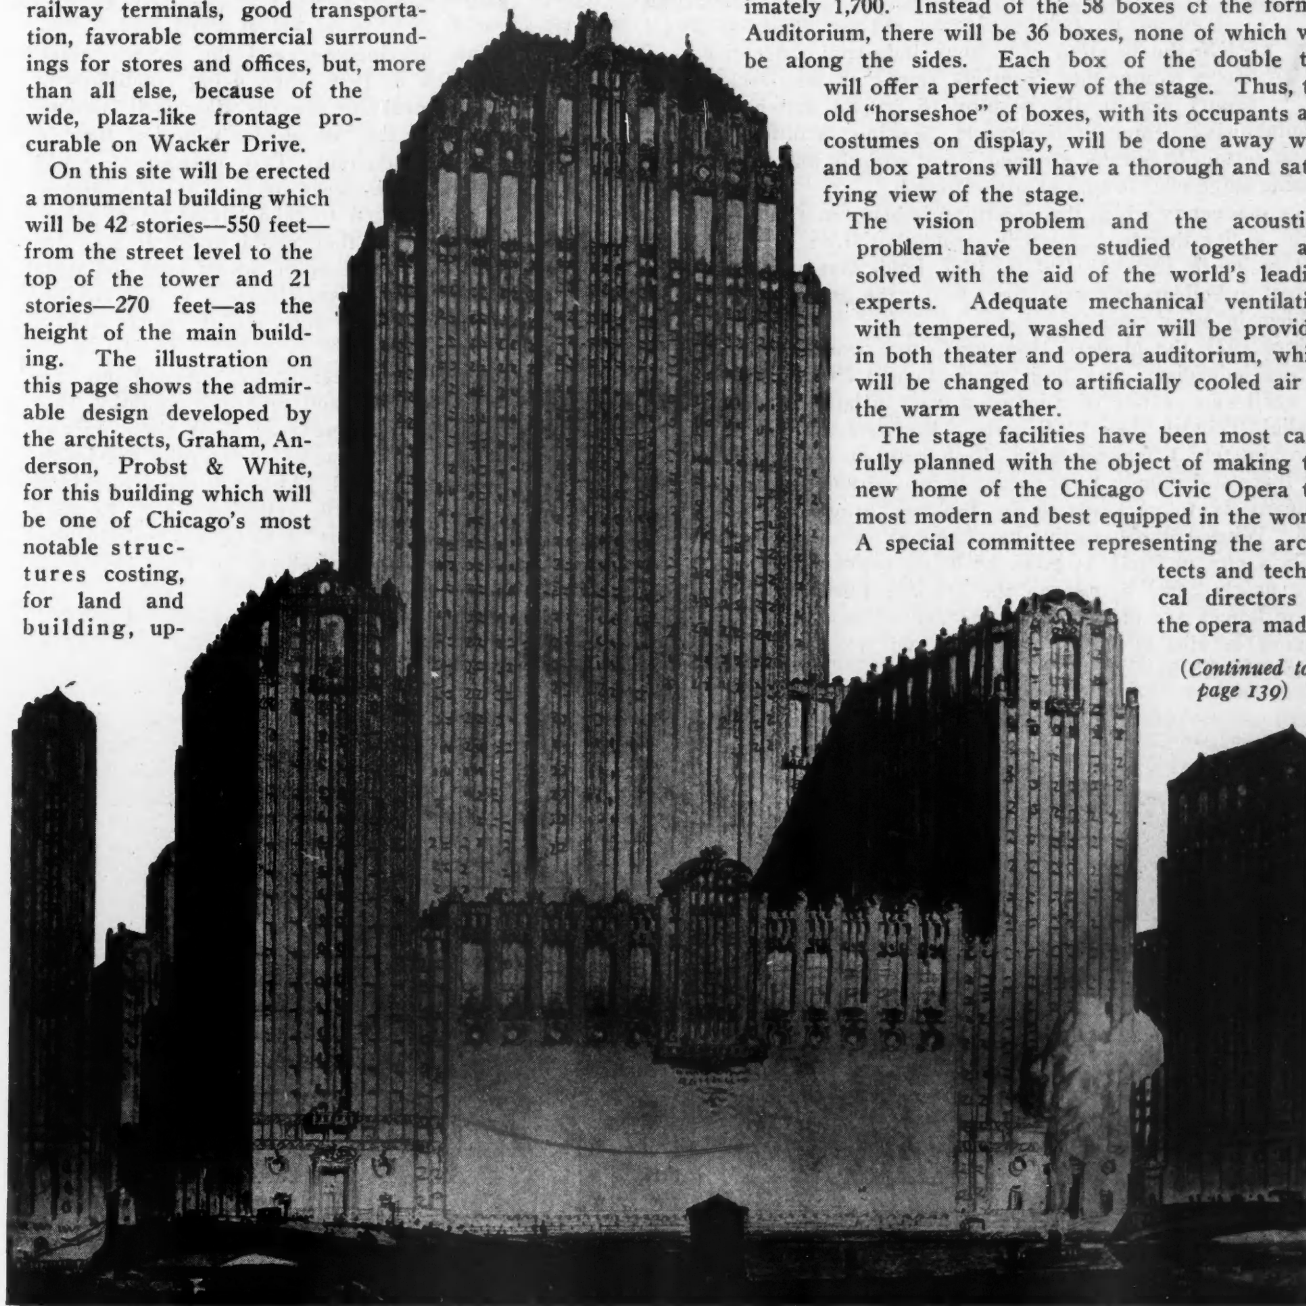 railway terminals, good transporta-
tion, favorable commercial surround-
ings for stores and offices, but, more
than all else, because of the
wide, plaza-like frontage pro-
curable on Wacker Drive.
On this site will be erected
a monumental building which
will be 42 stories—550 feet—
from the street level to the
top of the tower and 21
stories—270 feet—as the
height of the main build-
ing. The illustration on
this page shows the admir-
able design developed by
the architects, Graham, An-
derson, Probst & White,
for this building which will
be one of Chicago's most
notable struc-
tures costing,
for land and
building, up-
imately 1,700. Instead of the 58 boxes of the form
Auditorium, there will be 36 boxes, none of which w
be along the sides. Each box of the double t
will offer a perfect view of the stage. Thus, t
old "horseshoe" of boxes, with its occupants a
costumes on display, will be done away w
and box patrons will have a thorough and sat
fying view of the stage.
The vision problem and the acousti
problem have been studied together a
solved with the aid of the world's leadi
experts. Adequate mechanical ventilati
with tempered, washed air will be provid
in both theater and opera auditorium, whi
will be changed to artificially cooled air
the warm weather.
The stage facilities have been most ca
fully planned with the object of making t
new home of the Chicago Civic Opera t
most modern and best equipped in the wor
A special committee representing the arc
tects and tech
cal directors
the opera mad
(Continued to
page 139)